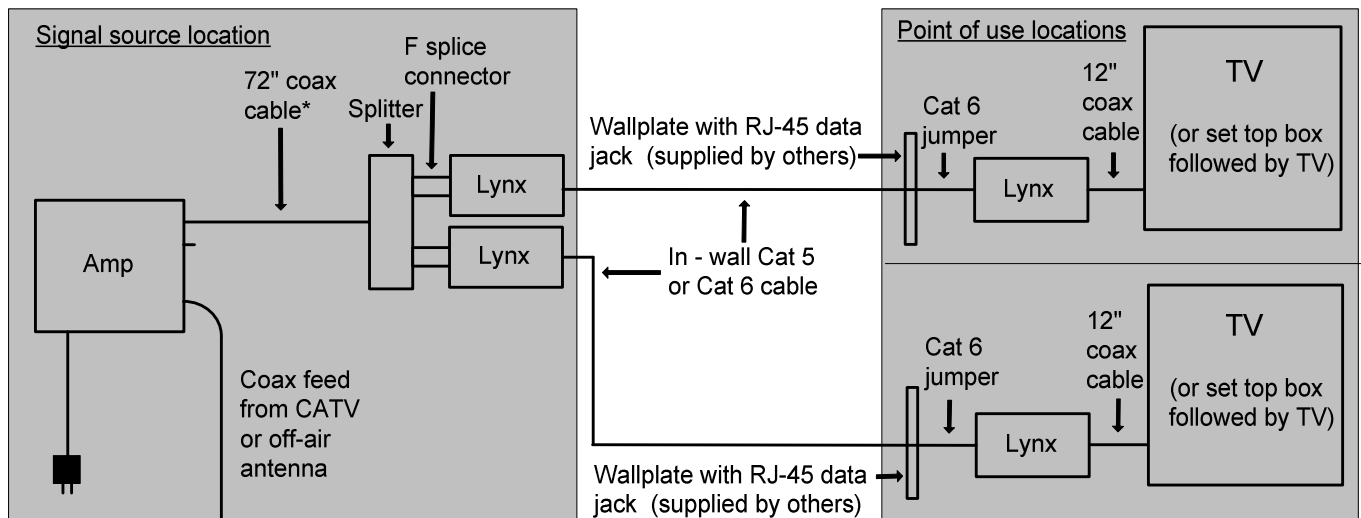 Signal source location
72" coax
cable*
F splice
connector
Splitter
Lynx
Lynx
Amp
Coax feed
from CATV
or off-air
antenna
Wallplate with RJ-45 data
jack (supplied by others)
In - wall Cat 5
or Cat 6 cable
Wallplate with RJ-45 data
jack (supplied by others)
Point of use locations
Cat 6
jumper
Lynx
12"
coax
cable
TV
(or set top box
followed by TV)
Cat 6
jumper
Lynx
12"
coax
cable
TV
(or set top box
followed by TV)